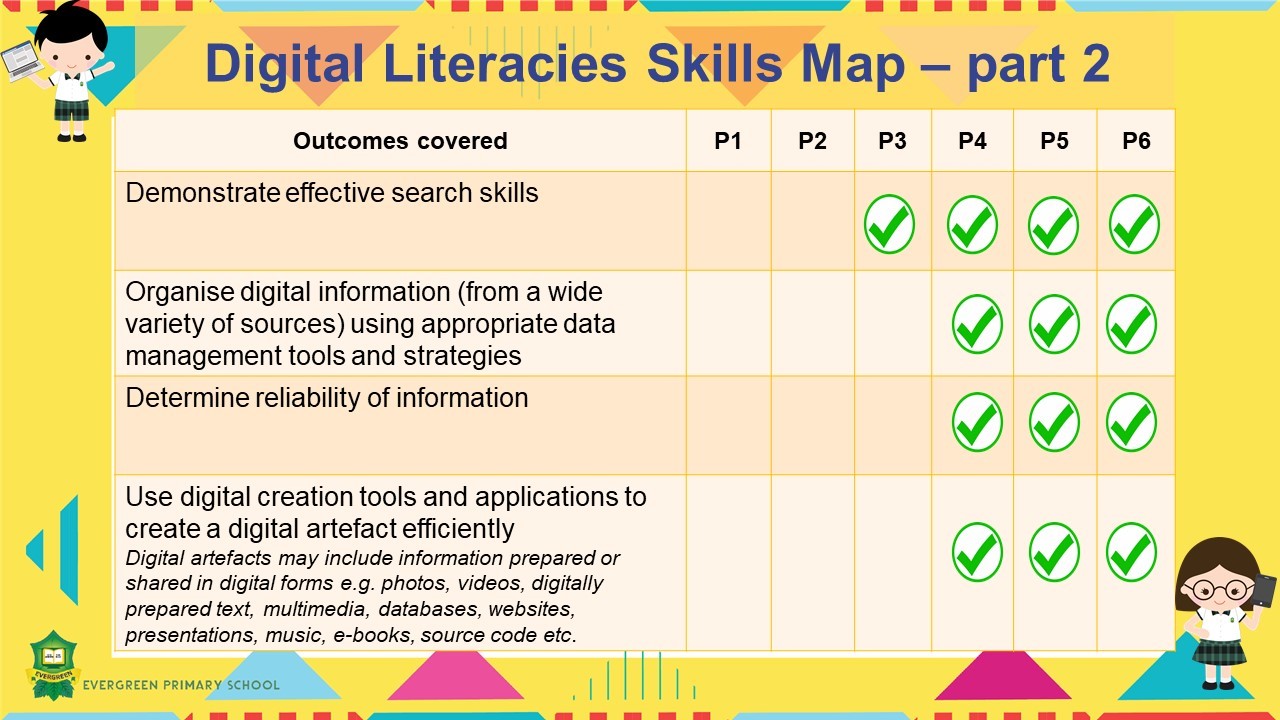 Digital Literacies Skills Map – part 2
Outcomes covered P1 P2 P3 P4 P5 P6
Demonstrate effective search skills
Organise digital information (from a wide
variety of sources) using appropriate data
management tools and strategies
Determine reliability of information
Use digital creation tools and applications to
create a digital artefact efficiently
Digital artefacts may include information prepared or
shared in digital forms e.g. photos, videos, digitally
prepared text, multimedia, databases, websites,
presentations, music, e-books, source code etc.
EVERGREEN
EVERGREEN PRIMARY SCHOOL